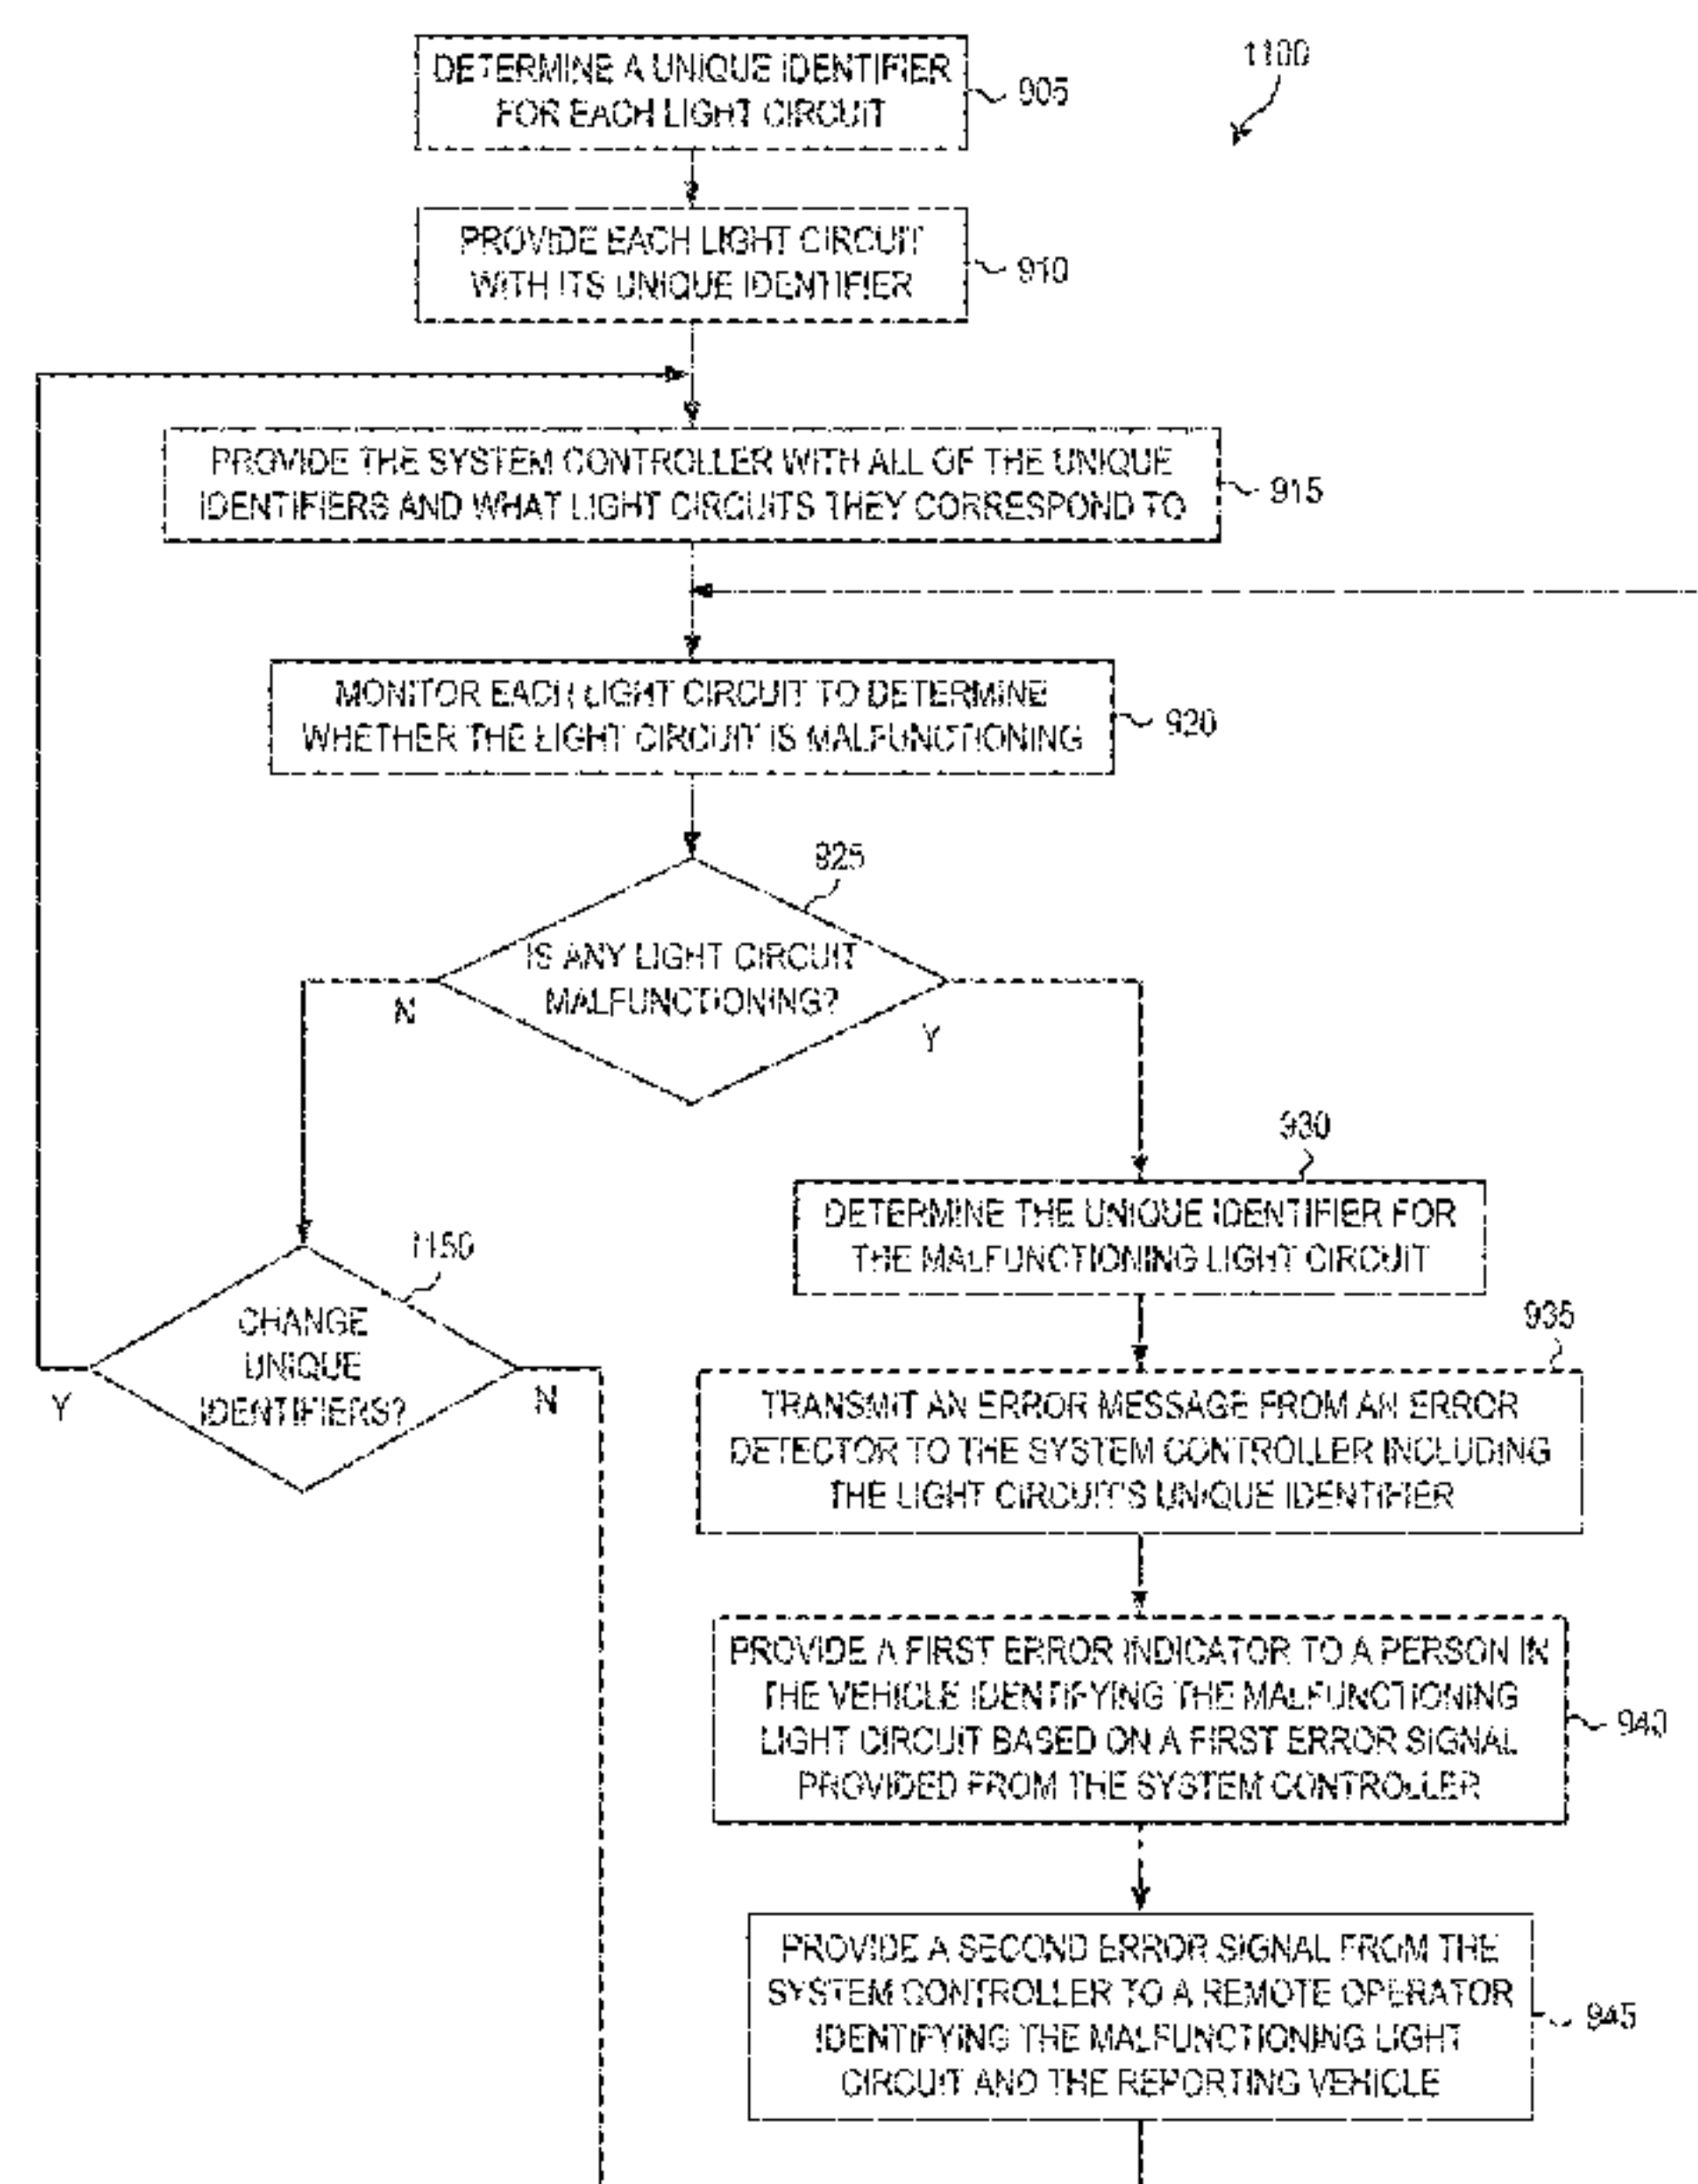 1100
DETERMINE A UNIQUE IDENTIFIER
FOR EACH LIGHT CIRCUIT
905
PROVIDE EACH LIGHT CIRCUIT
WITH ITS UNIQUE IDENTIFIER
910
PROVIDE THE SYSTEM CONTROLLER WITH ALL OF THE UNIQUE
IDENTIFIERS AND WHAT LIGHT CIRCUITS THEY CORRESPOND TO
915
MONITOR EACH LIGHT CIRCUIT TO DETERMINE
WHETHER THE LIGHT CIRCUIT IS MALFUNCTIONING
920
925
IS ANY LIGHT CIRCUIT
MALFUNCTIONING?
N
Y
930
DETERMINE THE UNIQUE IDENTIFIER FOR
THE MALFUNCTIONING LIGHT CIRCUIT
1150
CHANGE
UNIQUE
IDENTIFIERS?
Y
N
935
TRANSMIT AN ERROR MESSAGE FROM AN ERROR
DETECTOR TO THE SYSTEM CONTROLLER INCLUDING
THE LIGHT CIRCUIT'S UNIQUE IDENTIFIER
PROVIDE A FIRST ERROR INDICATOR TO A PERSON IN
THE VEHICLE IDENTIFYING THE MALFUNCTIONING
LIGHT CIRCUIT BASED ON A FIRST ERROR SIGNAL
PROVIDED FROM THE SYSTEM CONTROLLER
940
PROVIDE A SECOND ERROR SIGNAL FROM THE
SYSTEM CONTROLLER TO A REMOTE OPERATOR
IDENTIFYING THE MALFUNCTIONING LIGHT
CIRCUIT AND THE REPORTING VEHICLE
945